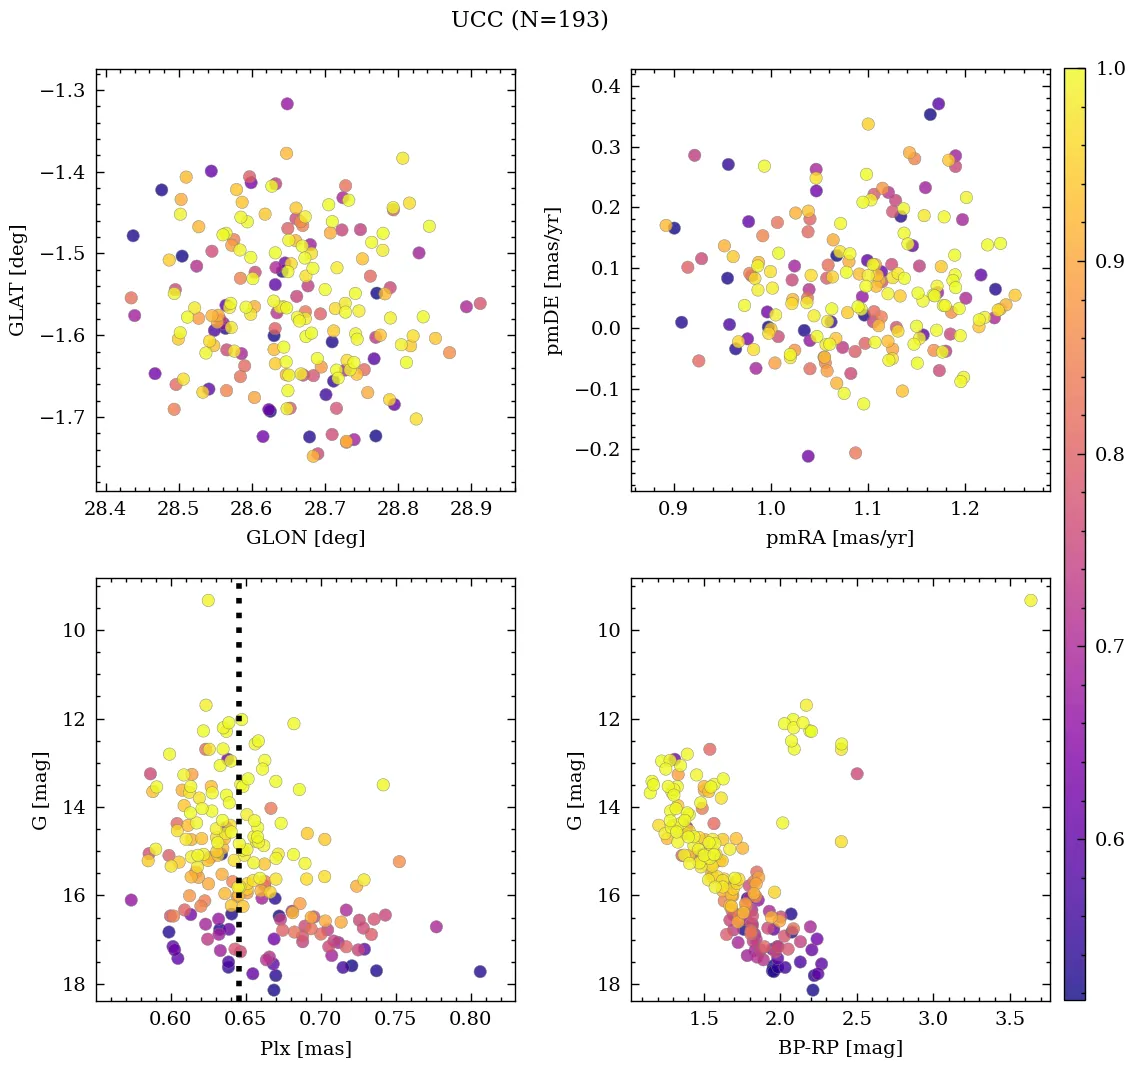 UCC (N=193)
−1.3
−1.4
−1.5
−1.6
−1.7
GLAT [deg]
28.4 28.5 28.6 28.7 28.8 28.9
GLON [deg]
0.4
0.3
0.2
0.1
0.0
−0.1
−0.2
pmDE [mas/yr]
0.9 1.0 1.1 1.2
pmRA [mas/yr]
10
12
14
16
18
G [mag]
0.60 0.65 0.70 0.75 0.80
Plx [mas]
10
12
14
16
18
G [mag]
1.5 2.0 2.5 3.0 3.5
BP-RP [mag]
1.0
0.9
0.8
0.7
0.6